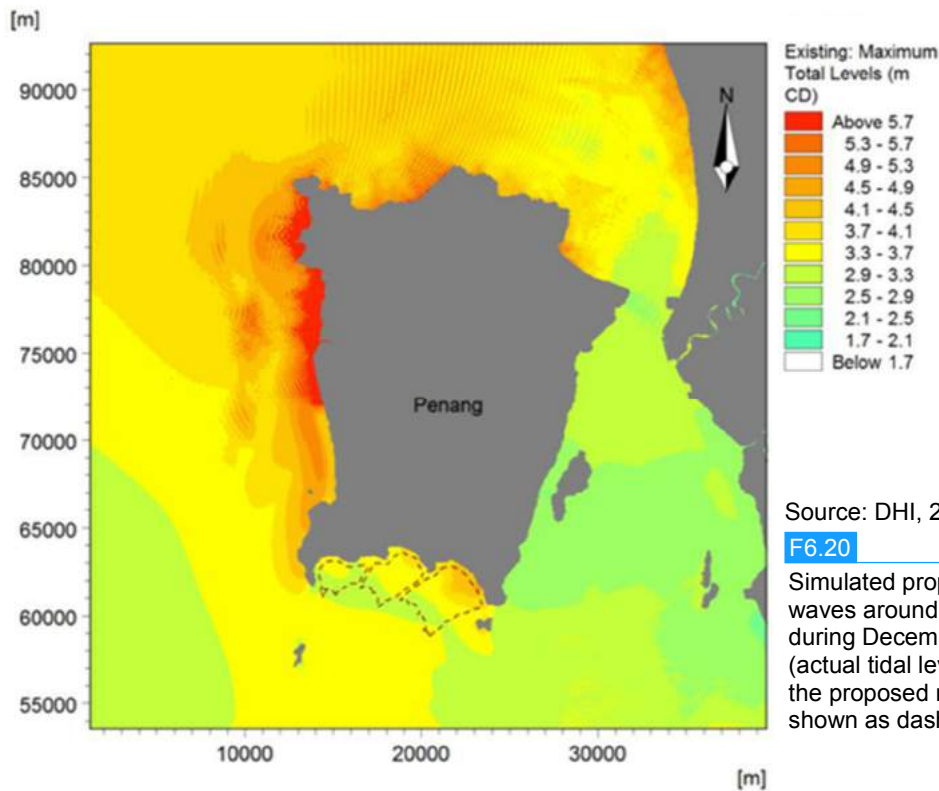 [m]
90000
85000
80000
75000
70000
65000
60000
55000
10000
20000
30000
[m]
N
Penang
Existing: Maximum
Total Levels (m
CD)
Above 5.7
5.3 - 5.7
4.9 - 5.3
4.5 - 4.9
4.1 - 4.5
3.7 - 4.1
3.3 - 3.7
2.9 - 3.3
2.5 - 2.9
2.1 - 2.5
1.7 - 2.1
Below 1.7
Source: DHI, 2
F6.20
Simulated prop
waves around
during Decem
(actual tidal lev
the proposed r
shown as dasl